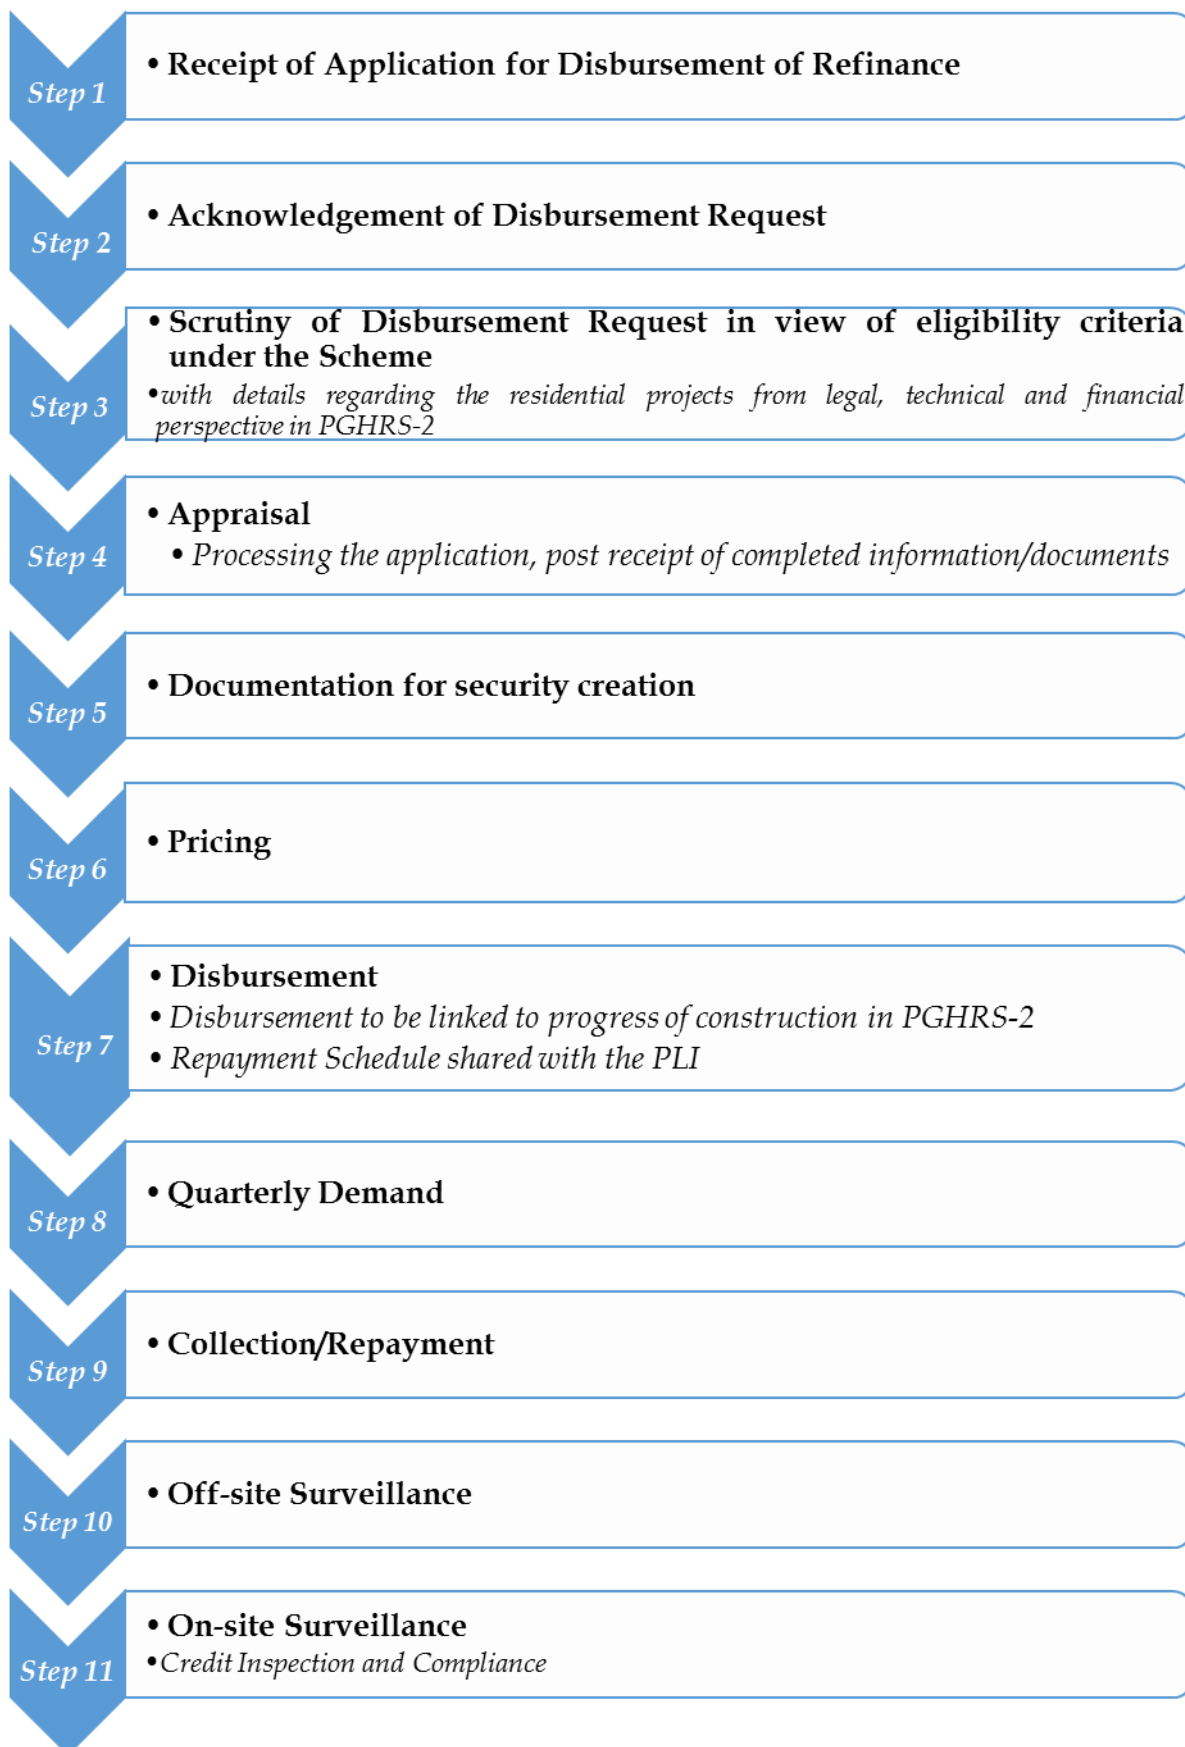 Step 1
• Receipt of Application for Disbursement of Refinance
Step 2
• Acknowledgement of Disbursement Request
Step 3
• Scrutiny of Disbursement Request in view of eligibility criteria
under the Scheme
•with details regarding the residential projects from legal, technical and financial
perspective in PGHRS-2
Step 4
• Appraisal
• Processing the application, post receipt of completed information/documents
Step 5
• Documentation for security creation
Step 6
• Pricing
Step 7
• Disbursement
• Disbursement to be linked to progress of construction in PGHRS-2
• Repayment Schedule shared with the PLI
Step 8
• Quarterly Demand
Step 9
• Collection/Repayment
Step 10
• Off-site Surveillance
Step 11
• On-site Surveillance
•Credit Inspection and Compliance